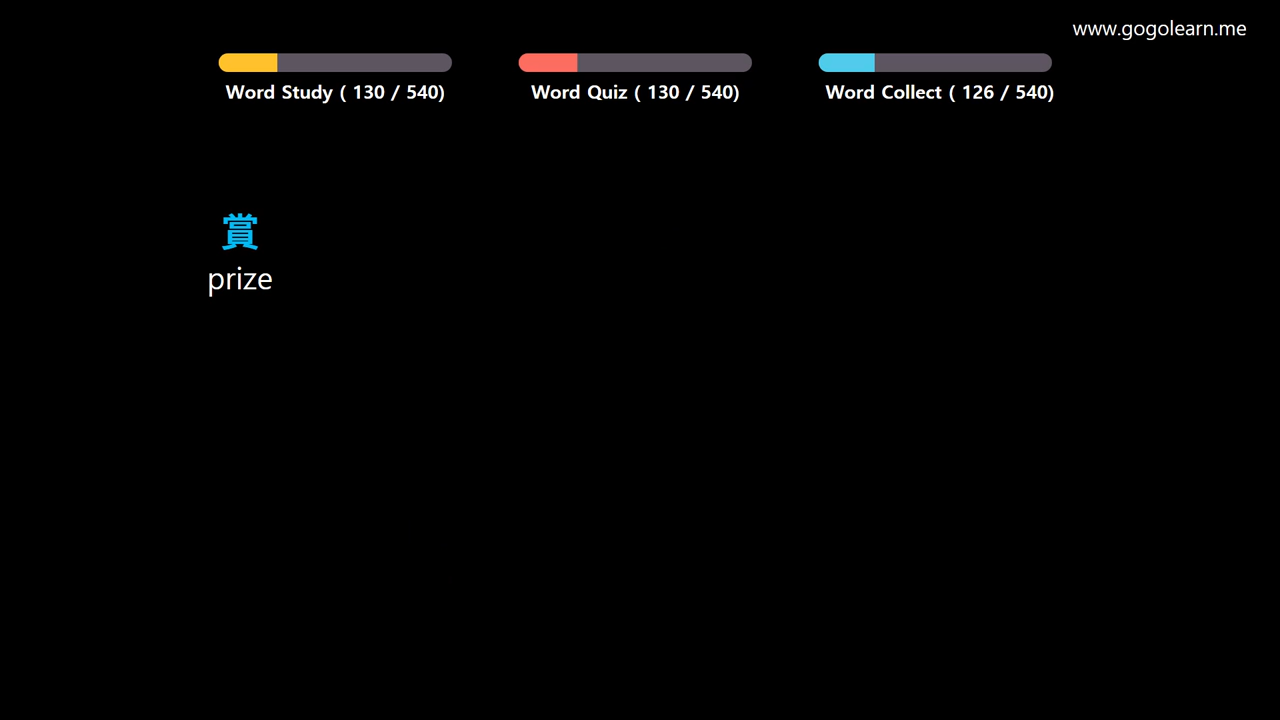 www.gogolearn.me
Word Study ( 130 / 540)
Word Quiz ( 130 / 540)
Word Collect ( 126 / 540)
賞
prize